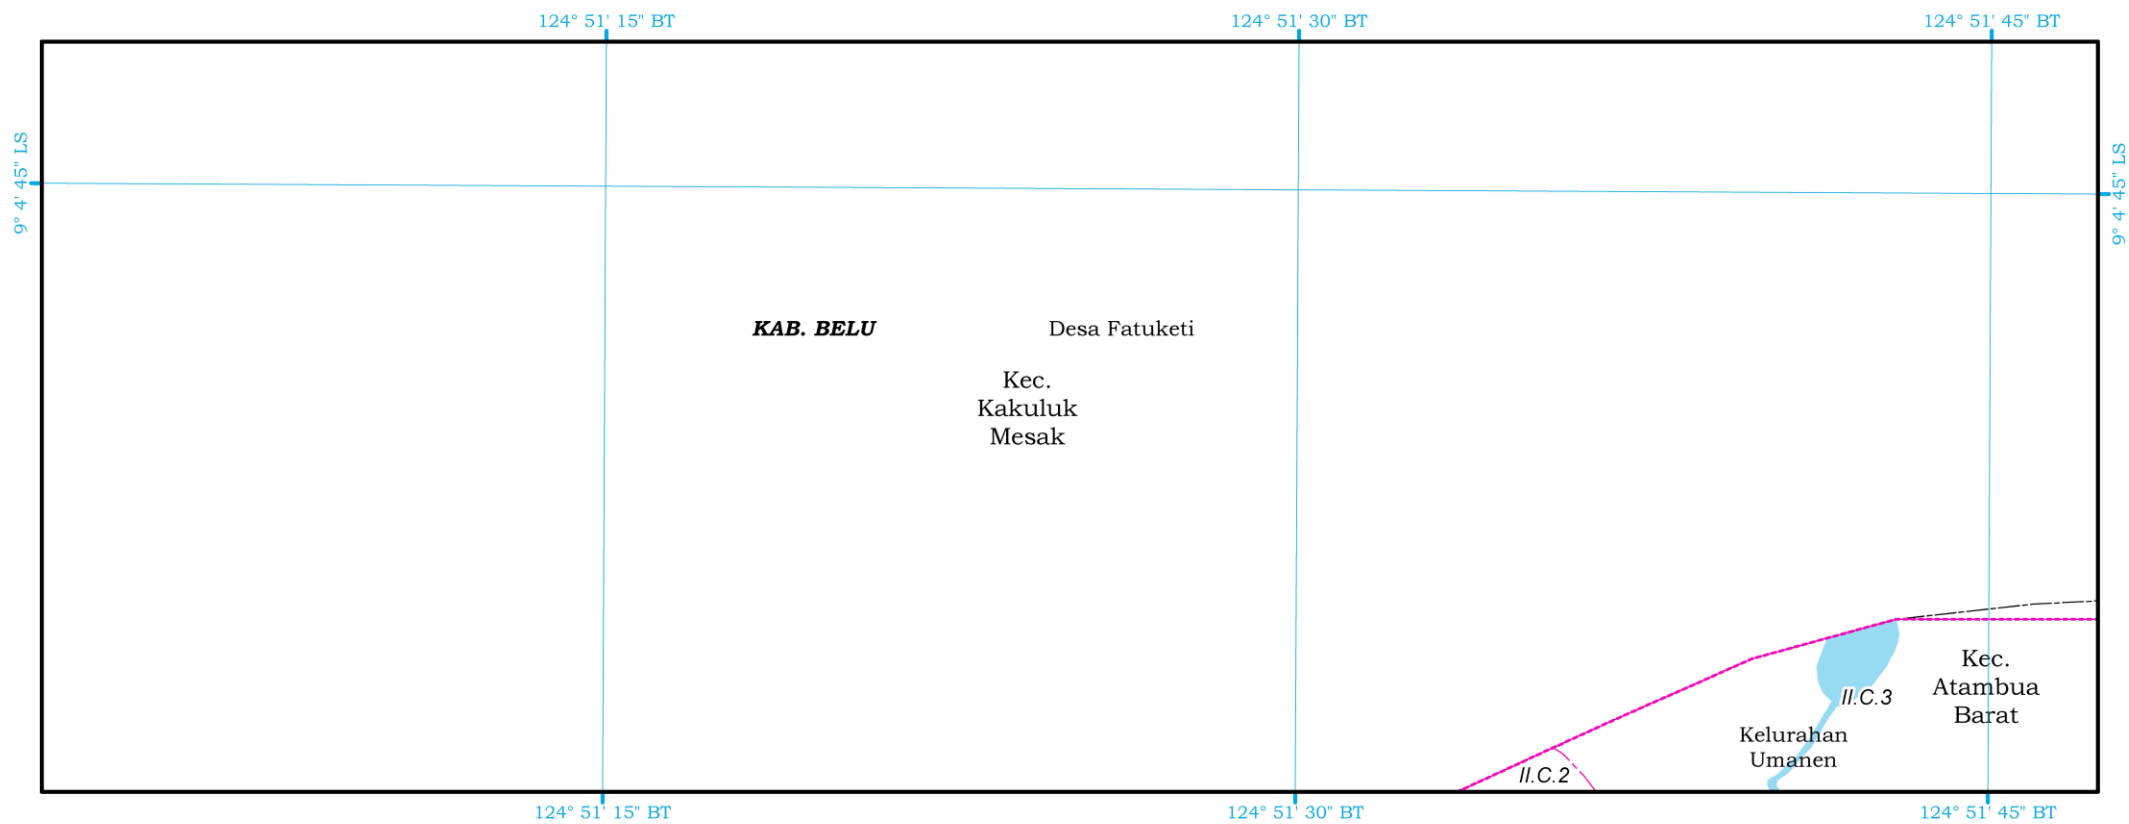 124° 51' 15" BT
124° 51' 30" BT
124° 51' 45" BT
9° 4' 45" LS
9° 4' 45" LS
KAB. BELU
Desa Fatuketi
Kec.
Kakuluk
Mesak
Kec.
Atambua
Barat
II.C.3
Kelurahan
Umanen
II.C.2
124° 51' 15" BT
124° 51' 30" BT
124° 51' 45" BT